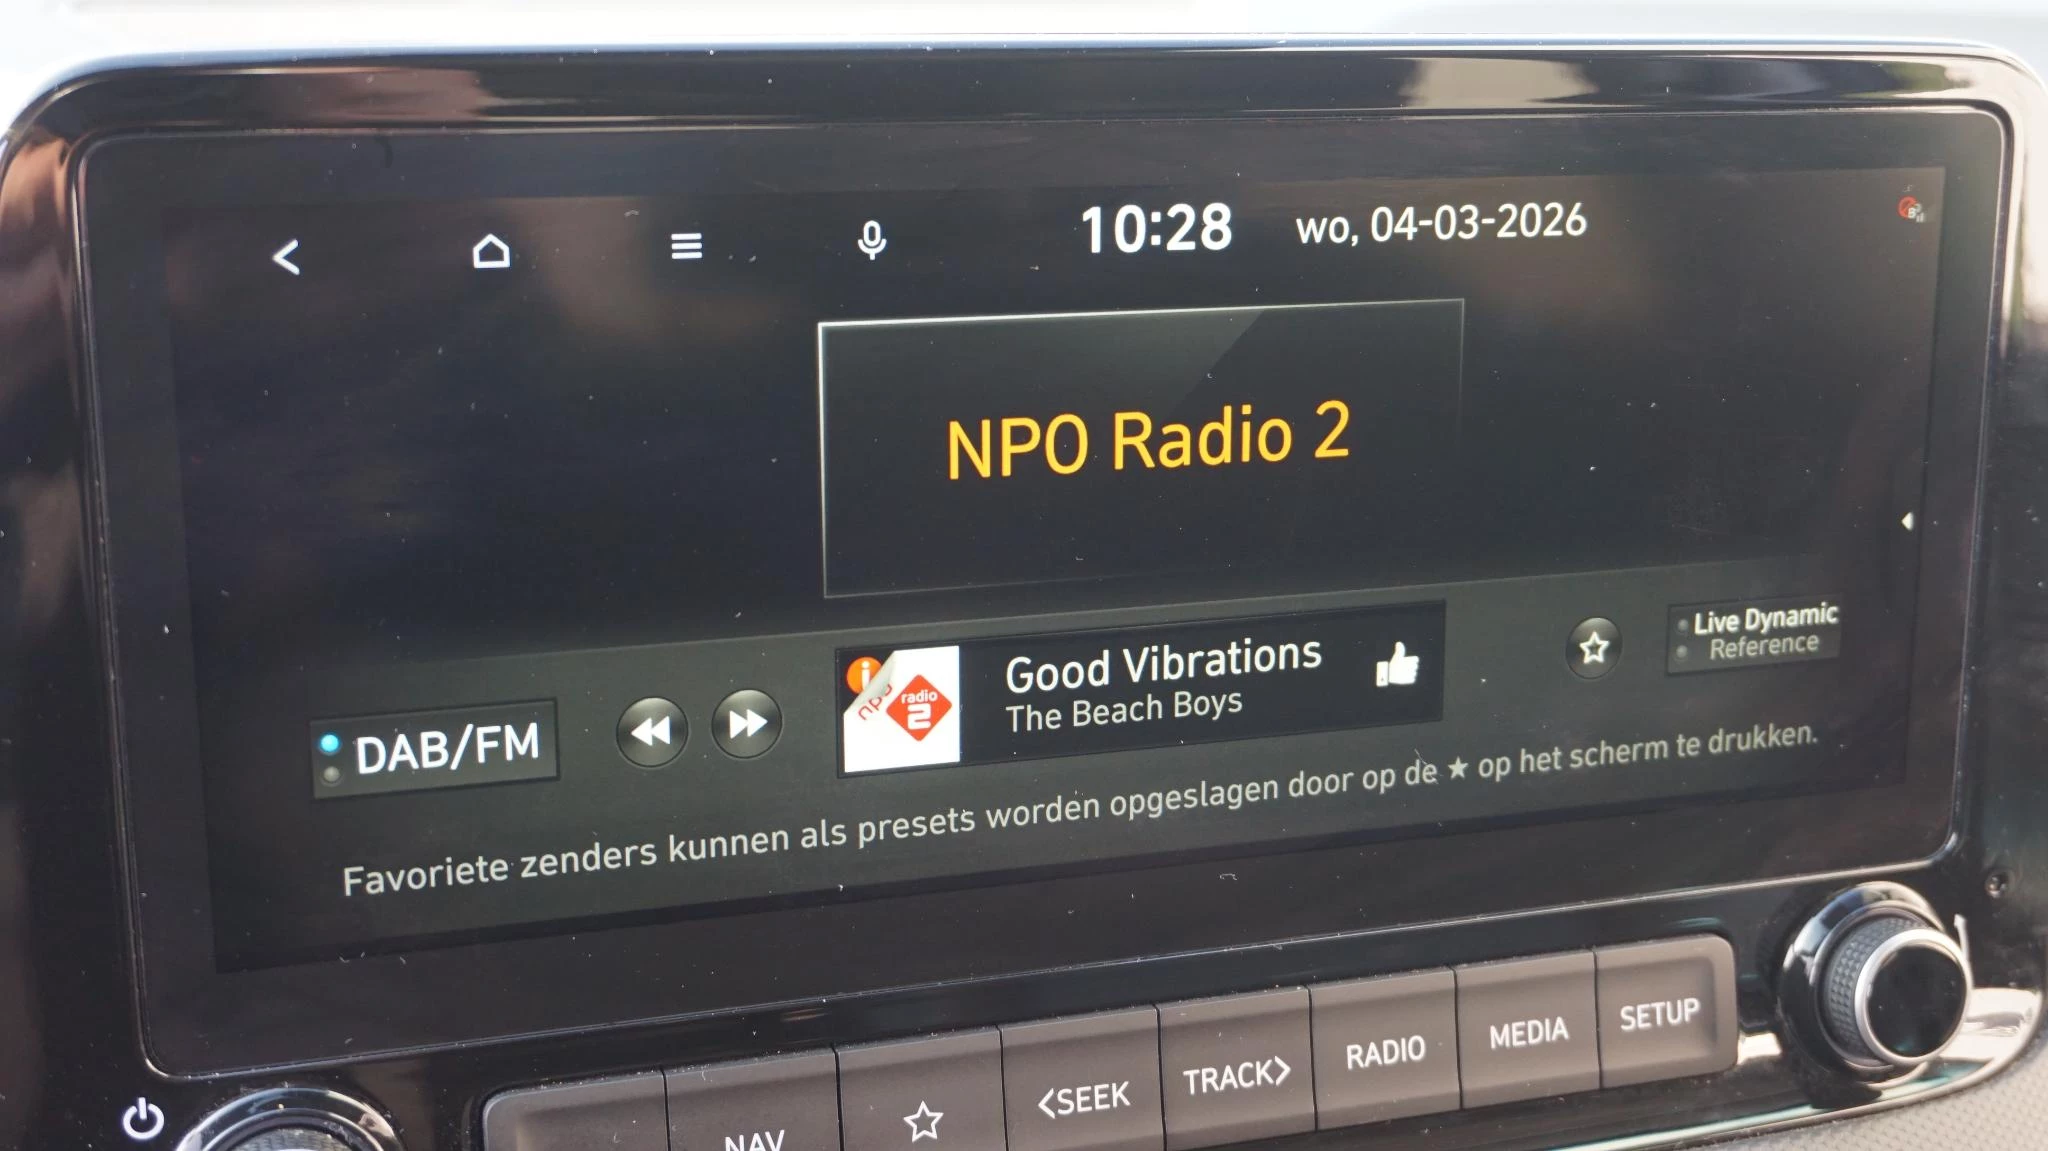 10:28 wo, 04-03-2026
NPO Radio 2
Live Dynamic
Reference
Good Vibrations
The Beach Boys
i
npo
radio
2
DAB/FM
Favoriete zenders kunnen als presets worden opgeslagen door op de ★ op het scherm te drukken.
NAV
<SEEK
TRACK>
RADIO
MEDIA
SETUP